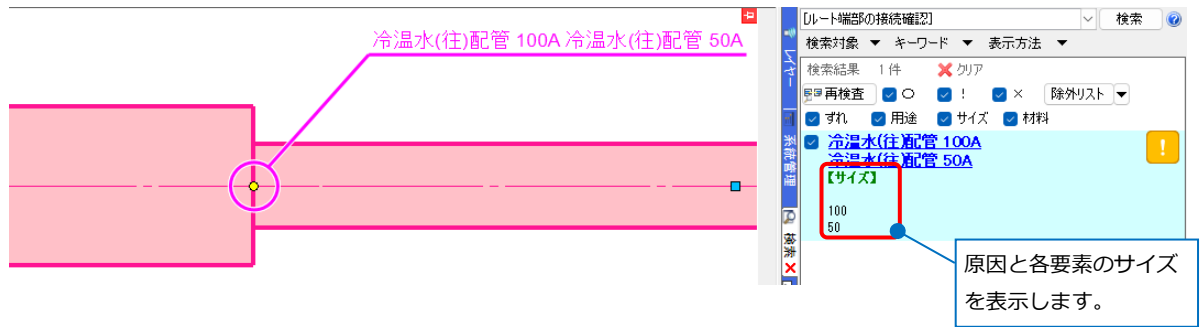 冷温水(往)配管 100A 冷温水(往)配管 50A
[ルート端部の接続確認]
検索
検索対象 ▼ キーワード ▼ 表示方法 ▼
検索結果 1 件 クリア
再検査 ○ ! × 除外リスト ▼
ずれ 用途 サイズ 材料
冷温水(往)配管 100A
冷温水(往)配管 50A
【サイズ】
100
50
レイヤー
系統管理
検索
原因と各要素のサイズ
を表示します。